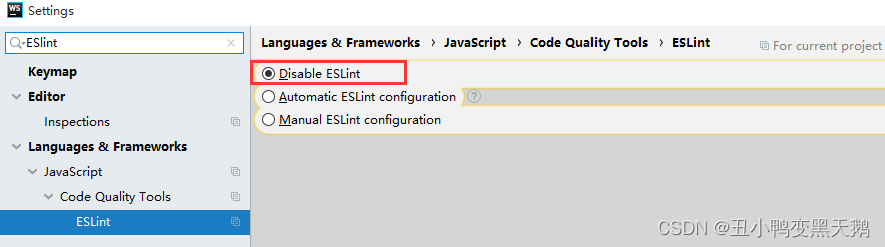 WS Settings
ESlint
Languages & Frameworks › JavaScript › Code Quality Tools › ESLint For current project
Keymap
Editor
Inspections
Languages & Frameworks
JavaScript
Code Quality Tools
ESLint
Disable ESLint
Automatic ESLint configuration ?
Manual ESLint configuration
CSDN @丑小鸭变黑天鹅